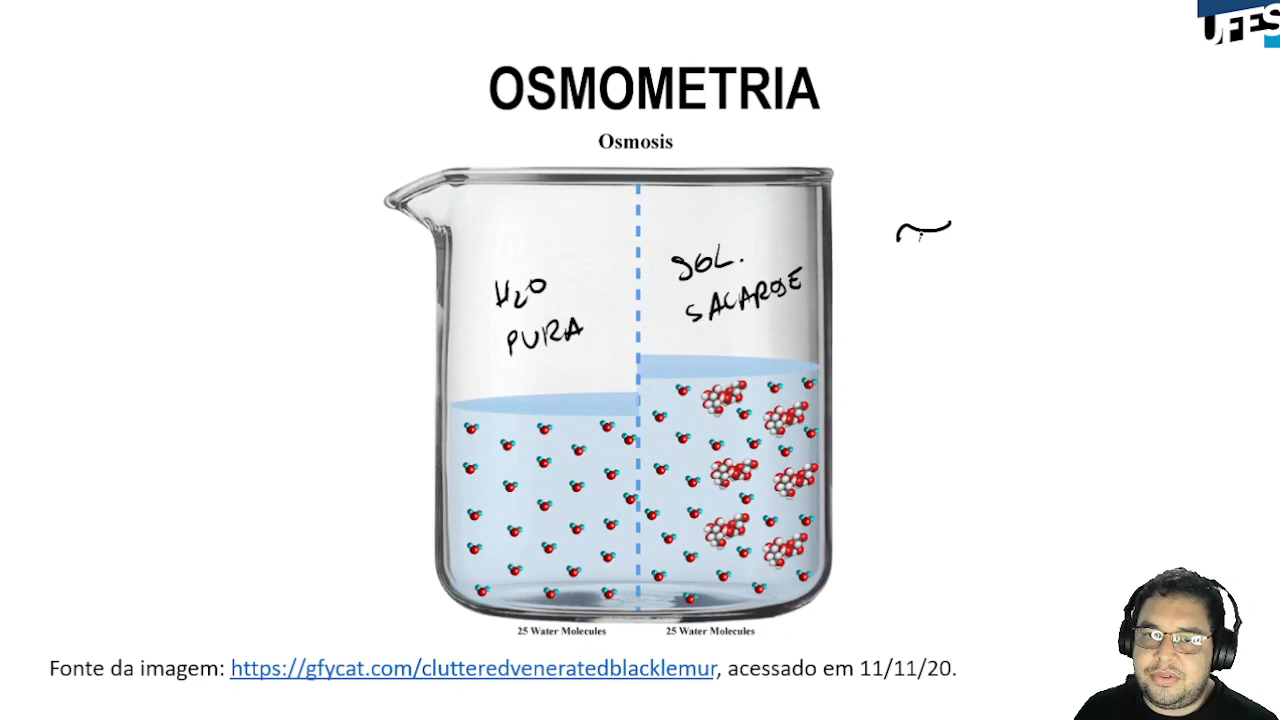 UFES
OSMOMETRIA
Osmosis
H2O
PURA
SOL.
SACAROSE
25 Water Molecules
25 Water Molecules
Fonte da imagem: https://gfycat.com/clutteredveneratedblacklemur, acessado em 11/11/20.